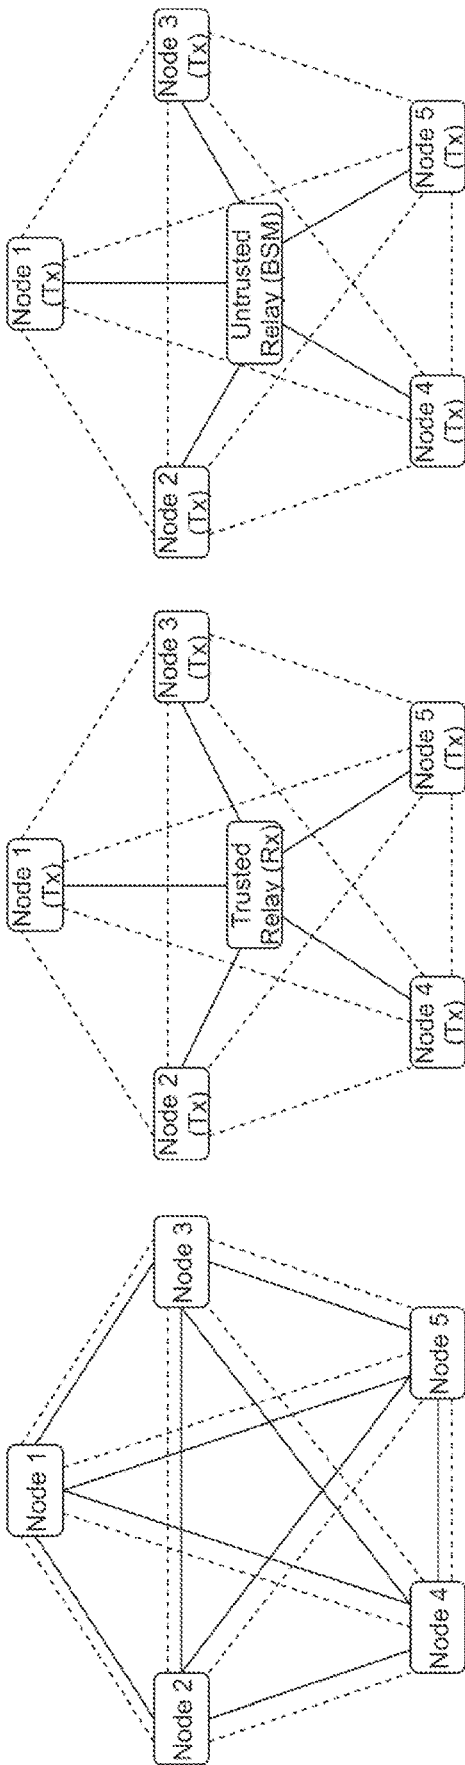 Node 1
Node 2
Node 3
Node 4
Node 5
Node 1
(Tx)
Node 2
(Tx)
Node 3
(Tx)
Trusted
Relay (Rx)
Node 4
(Tx)
Node 5
(Tx)
Node 1
(Tx)
Node 2
(Tx)
Node 3
(Tx)
Untrusted
Relay (BSM)
Node 4
(Tx)
Node 5
(Tx)